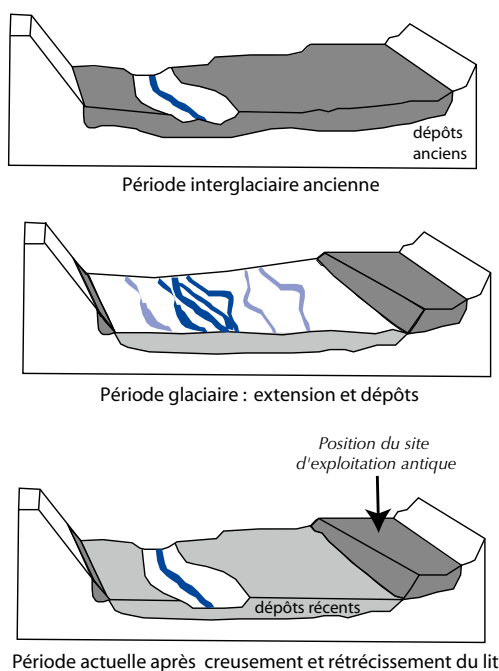 dépôts
anciens
Période interglaciaire ancienne
Période glaciaire : extension et dépôts
Position du site
d'exploitation antique
dépôts récents
Période actuelle après creusement et rétrécissement du lit